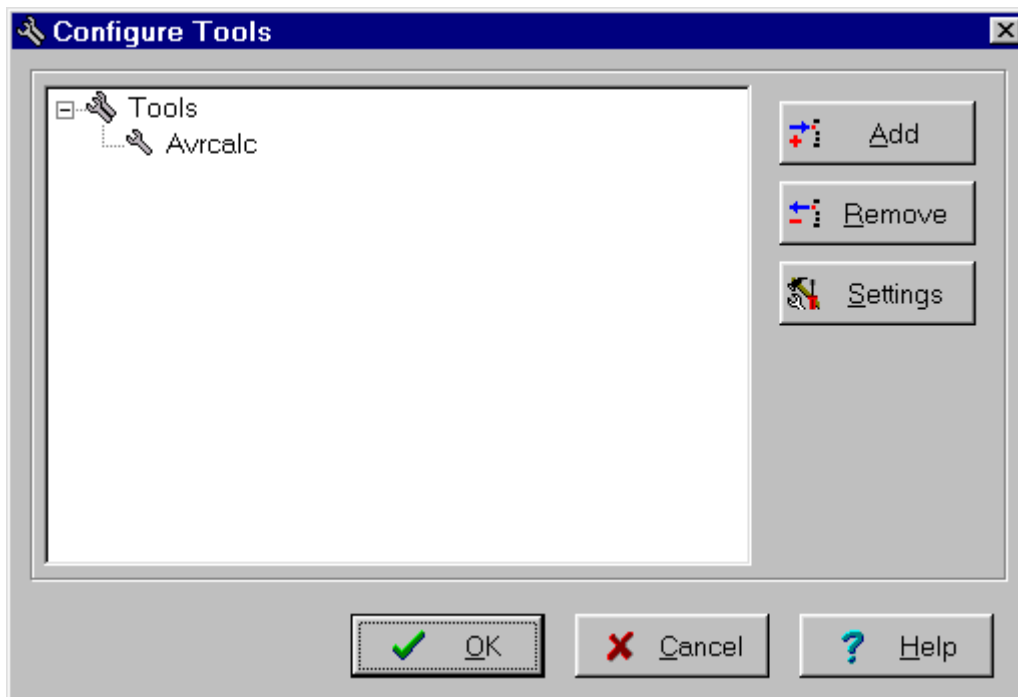 Configure Tools
Tools
Avrcalc
Add
Remove
Settings
OK
Cancel
Help